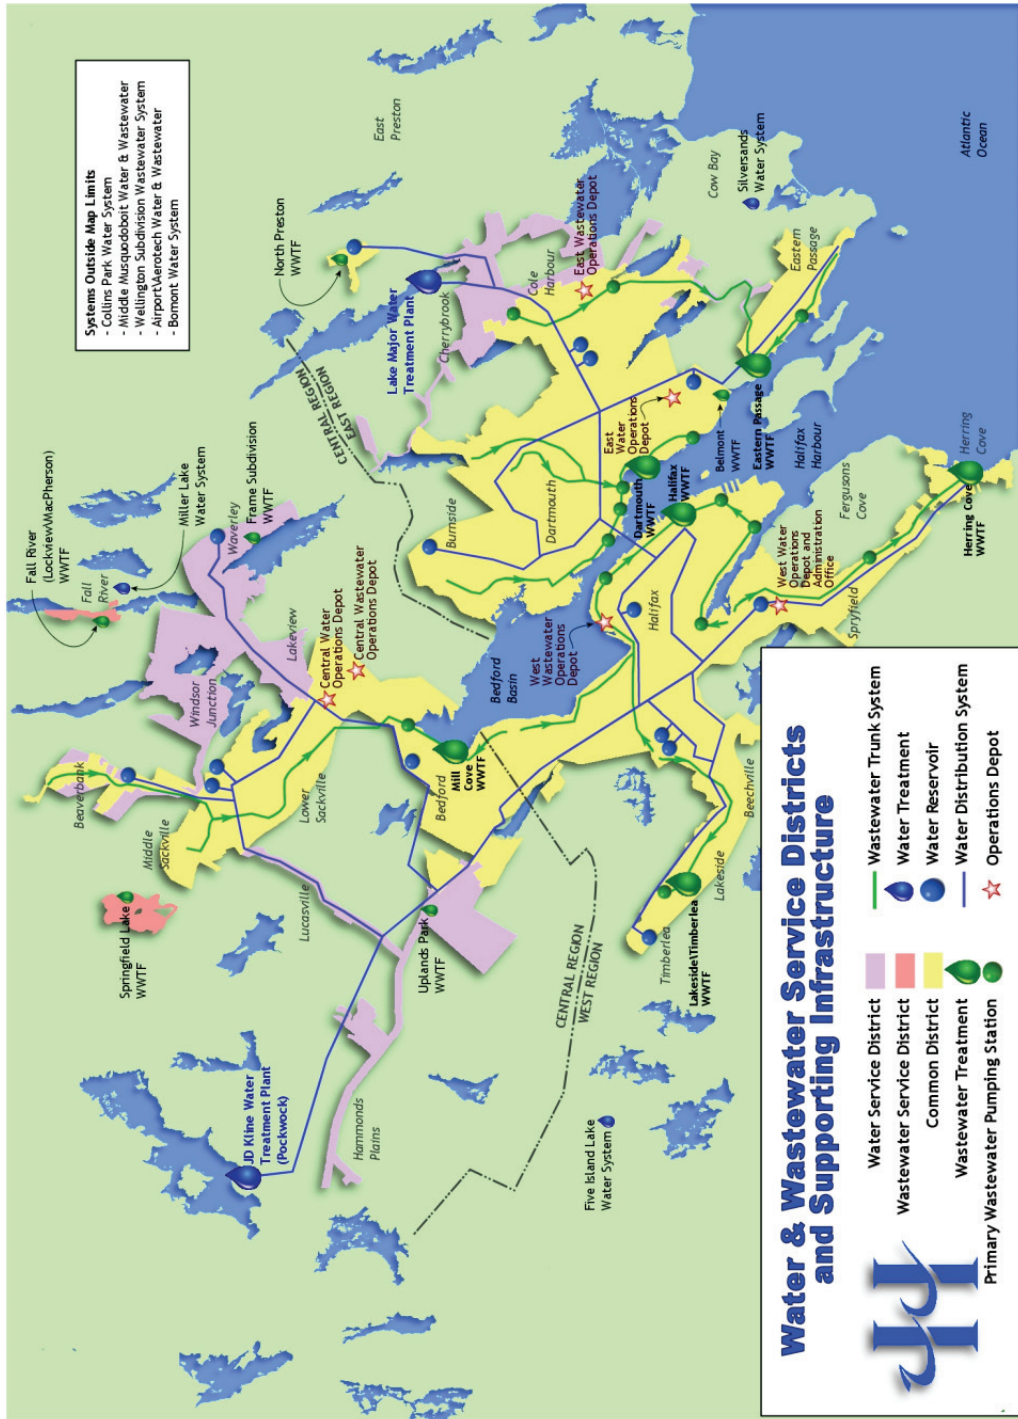 Systems Outside Map Limits
- Collins Park Water System
- Middle Musquodoboit Water & Wastewater
- Wellington Subdivision Wastewater System
- Airport\Aerotech Water & Wastewater
- Bomont Water System
Fall River
(Lockview\MacPherson)
WWTF
Fall
River
Miller Lake
Water System
Frame Subdivision
WWTF
Waverley
Windsor
Junction
Lakeview
Beaverbank
Middle
Sackville
Springfield Lake
WWTF
Lower
Sackville
Lucasville
Central Water
Operations Depot
Central Wastewater
Operations Depot
Bedford
Mill
Cove
WWTF
Bedford
Basin
Uplands Park
WWTF
Hammonds
Plains
JD Kline Water
Treatment Plant
(Pockwock)
CENTRAL REGION
EAST REGION
CENTRAL REGION
WEST REGION
East
Preston
North Preston
WWTF
Lake Major Water
Treatment Plant
Cherrybrook
Cole
Harbour
East Wastewater
Operations Depot
Cow Bay
Silversands
Water System
Atlantic
Ocean
Eastern
Passage
Burnside
Dartmouth
East
Water
Operations
Depot
Dartmouth
WWTF
Halifax
WWTF
Belmont
WWTF
Eastern Passage
WWTF
Halifax
Harbour
West
Wastewater
Operations
Depot
Halifax
West Water
Operations
Depot and
Administration
Office
Fergusons
Cove
Spryfield
Herring
Cove
Herring Cove
WWTF
Timberlea
Lakeside\Timberlea
WWTF
Lakeside
Beechville
Five Island Lake
Water System
Water & Wastewater Service Districts
and Supporting Infrastructure
Water Service District
Wastewater Service District
Common District
Wastewater Treatment
Primary Wastewater Pumping Station
Wastewater Trunk System
Water Treatment
Water Reservoir
Water Distribution System
Operations Depot